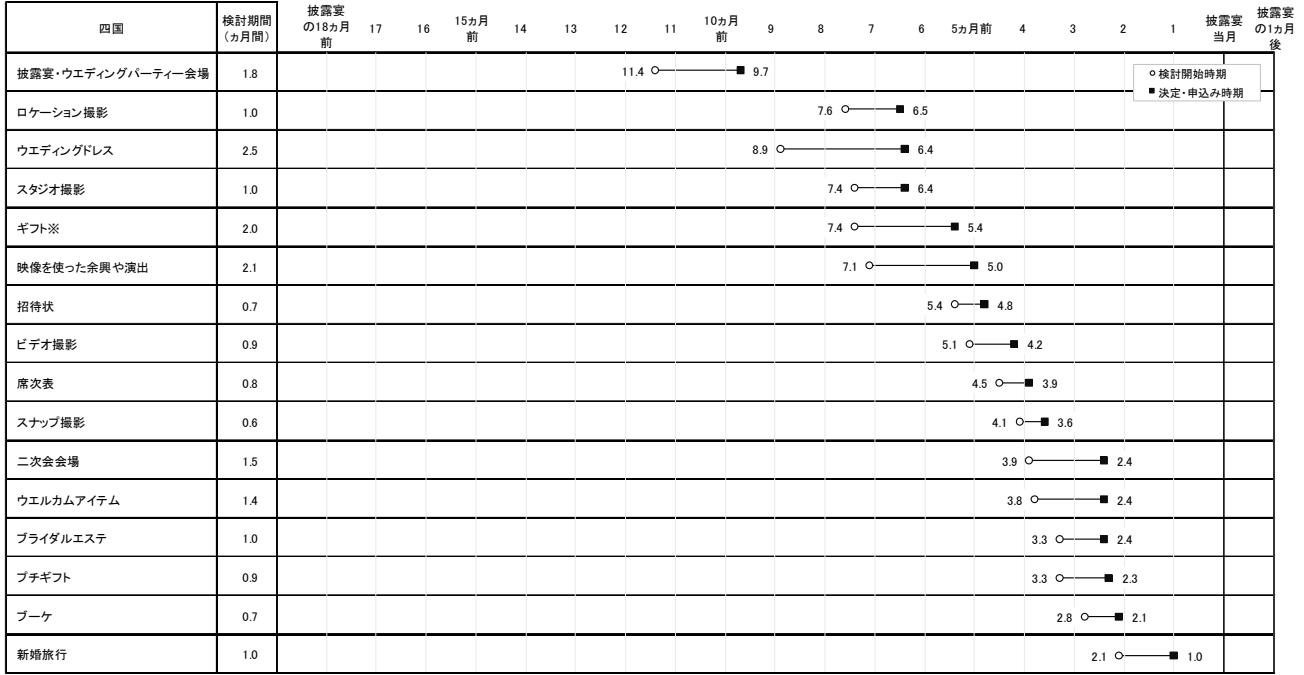 四国 検討期間（ヵ月間） 披露宴の18ヵ月前 17 16 15ヵ月前 14 13 12 11 10ヵ月前 9 8 7 6 5ヵ月前 4 3 2 1 披露宴当月 披露宴の1ヵ月後
披露宴・ウエディングパーティー会場 1.8 11.4 9.7
検討開始時期
決定・申込み時期
ロケーション撮影 1.0 7.6 6.5
ウエディングドレス 2.5 8.9 6.4
スタジオ撮影 1.0 7.4 6.4
ギフト※ 2.0 7.4 5.4
映像を使った余興や演出 2.1 7.1 5.0
招待状 0.7 5.4 4.8
ビデオ撮影 0.9 5.1 4.2
席次表 0.8 4.5 3.9
スナップ撮影 0.6 4.1 3.6
二次会会場 1.5 3.9 2.4
ウエルカムアイテム 1.4 3.8 2.4
ブライダルエステ 1.0 3.3 2.4
プチギフト 0.9 3.3 2.3
ブーケ 0.7 2.8 2.1
新婚旅行 1.0 2.1 1.0